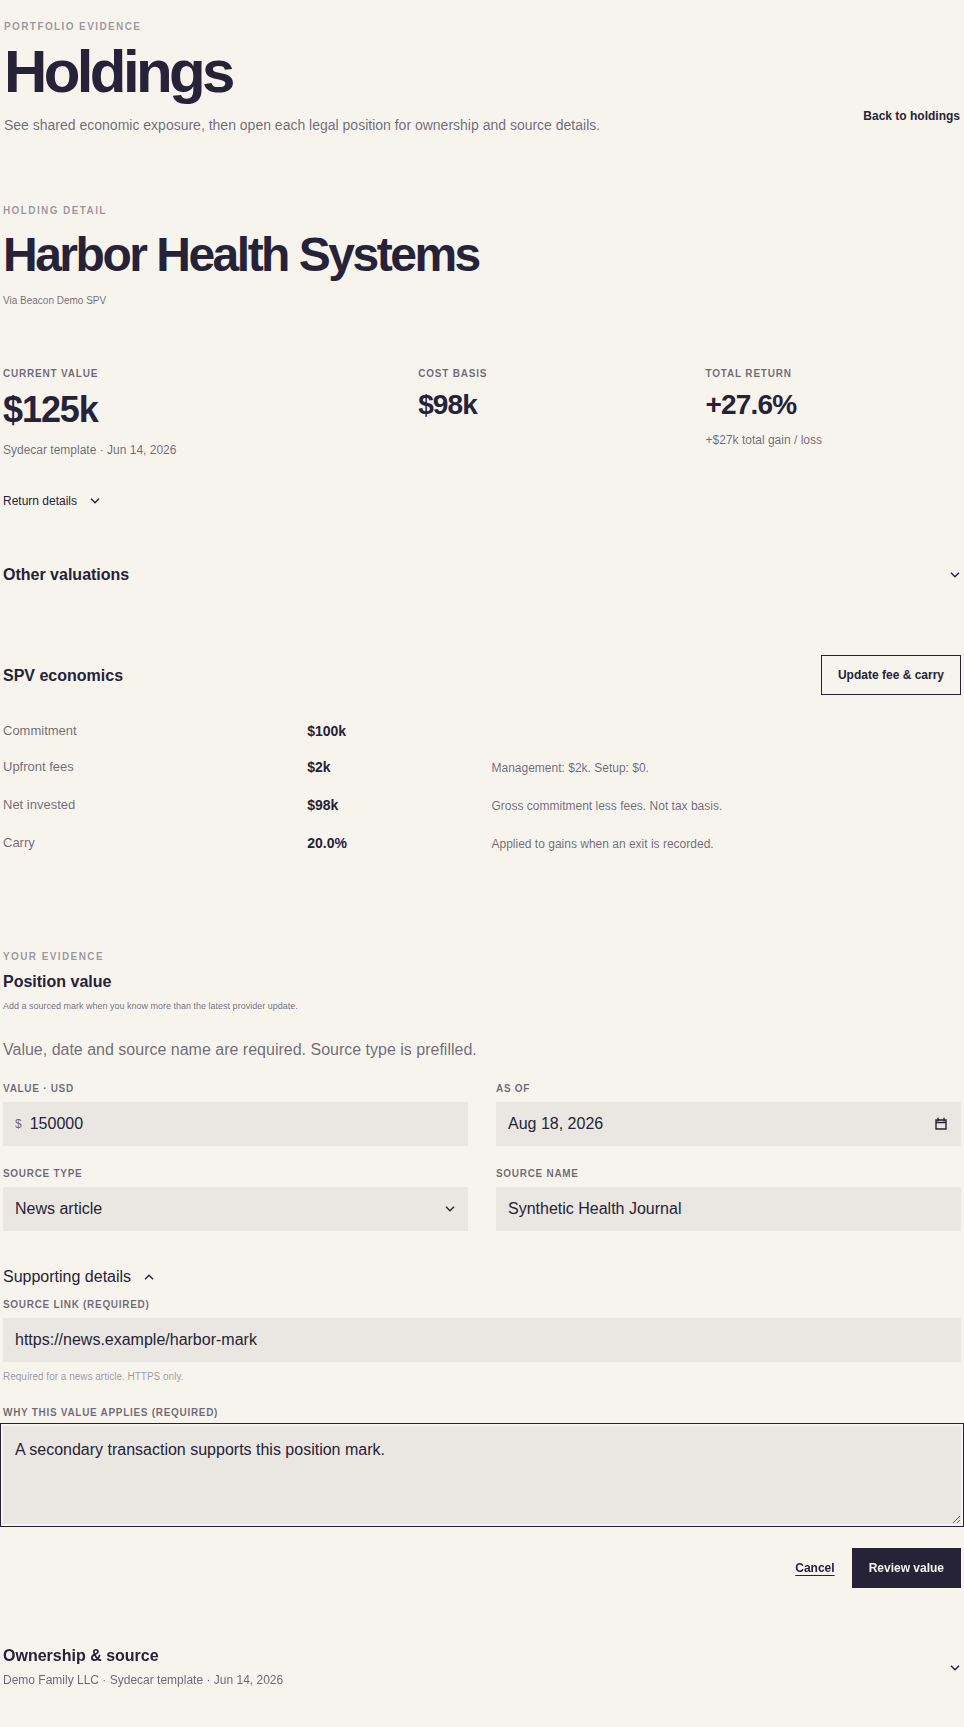 PORTFOLIO EVIDENCE
Holdings
See shared economic exposure, then open each legal position for ownership and source details.
Back to holdings
HOLDING DETAIL
Harbor Health Systems
Via Beacon Demo SPV
CURRENT VALUE
$125k
Sydecar template · Jun 14, 2026
COST BASIS
$98k
TOTAL RETURN
+27.6%
+$27k total gain / loss
Return details
Other valuations
SPV economics
Update fee & carry
Commitment $100k
Upfront fees $2k Management: $2k. Setup: $0.
Net invested $98k Gross commitment less fees. Not tax basis.
Carry 20.0% Applied to gains when an exit is recorded.
YOUR EVIDENCE
Position value
Add a sourced mark when you know more than the latest provider update.
Value, date and source name are required. Source type is prefilled.
VALUE · USD
$ 150000
AS OF
Aug 18, 2026
SOURCE TYPE
News article
SOURCE NAME
Synthetic Health Journal
Supporting details
SOURCE LINK (REQUIRED)
https://news.example/harbor-mark
Required for a news article. HTTPS only.
WHY THIS VALUE APPLIES (REQUIRED)
A secondary transaction supports this position mark.
Cancel
Review value
Ownership & source
Demo Family LLC · Sydecar template · Jun 14, 2026